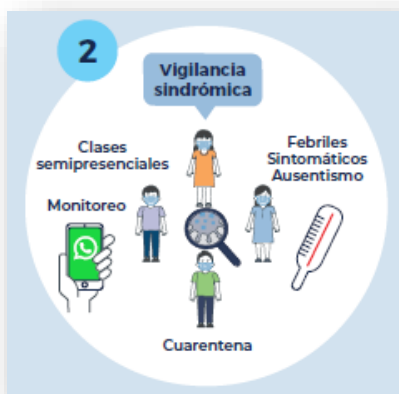 2
Vigilancia
sindrómica
Clases
semipresenciales
Febriles
Sintomáticos
Ausentismo
Monitoreo
Cuarentena